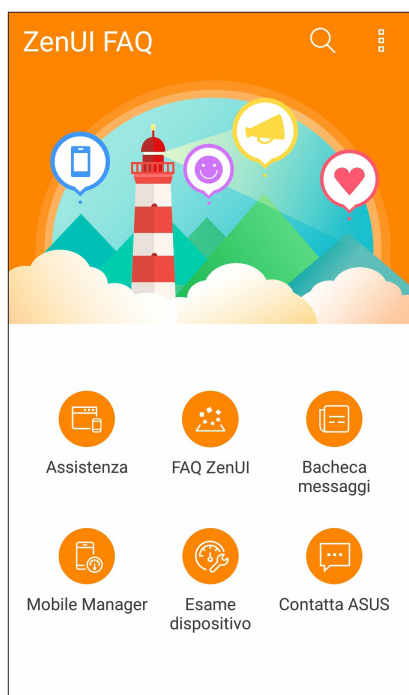 ZenUI FAQ
Assistenza
FAQ ZenUI
Bacheca
messaggi
Mobile Manager
Esame
dispositivo
Contatta ASUS